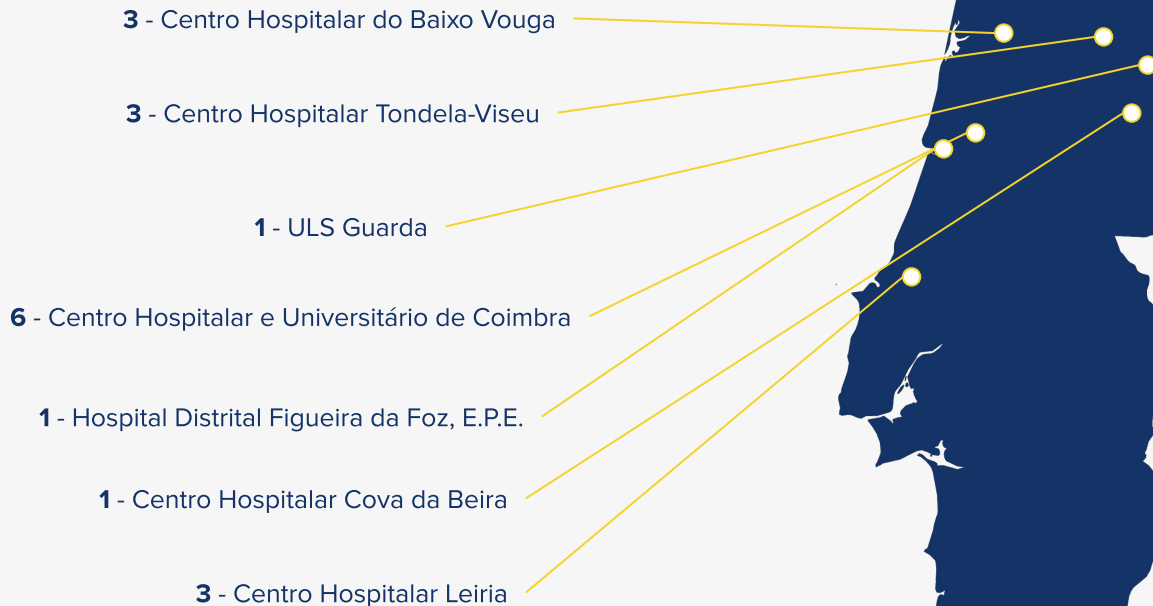 3 - Centro Hospitalar do Baixo Vouga
3 - Centro Hospitalar Tondela-Viseu
1 - ULS Guarda
6 - Centro Hospitalar e Universitário de Coimbra
1 - Hospital Distrital Figueira da Foz, E.P.E.
1 - Centro Hospitalar Cova da Beira
3 - Centro Hospitalar Leiria